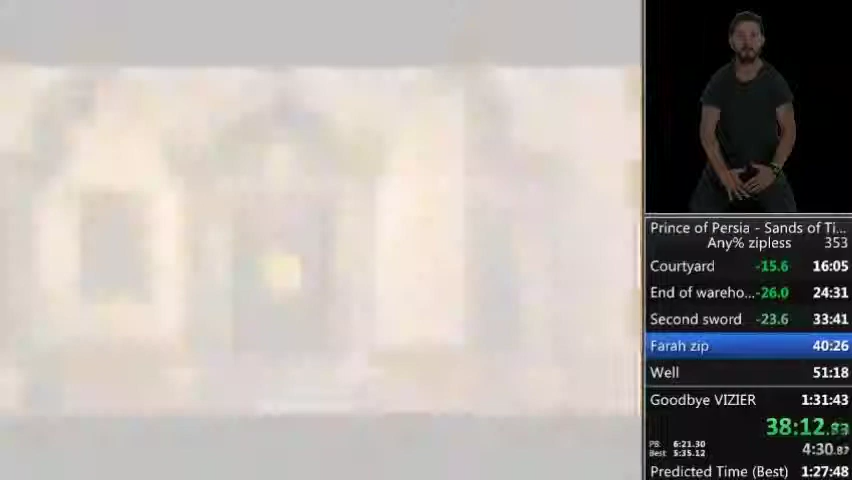 Prince of Persia - Sands of Ti...
Any% zipless 353
Courtyard -15.6 16:05
End of wareho... -26.0 24:31
Second sword -23.6 33:41
Farah zip 40:26
Well 51:18
Goodbye VIZIER 1:31:43
38:12.93
PB: 6:21.30
Best: 5:35.12 4:30.87
Predicted Time (Best) 1:27:48